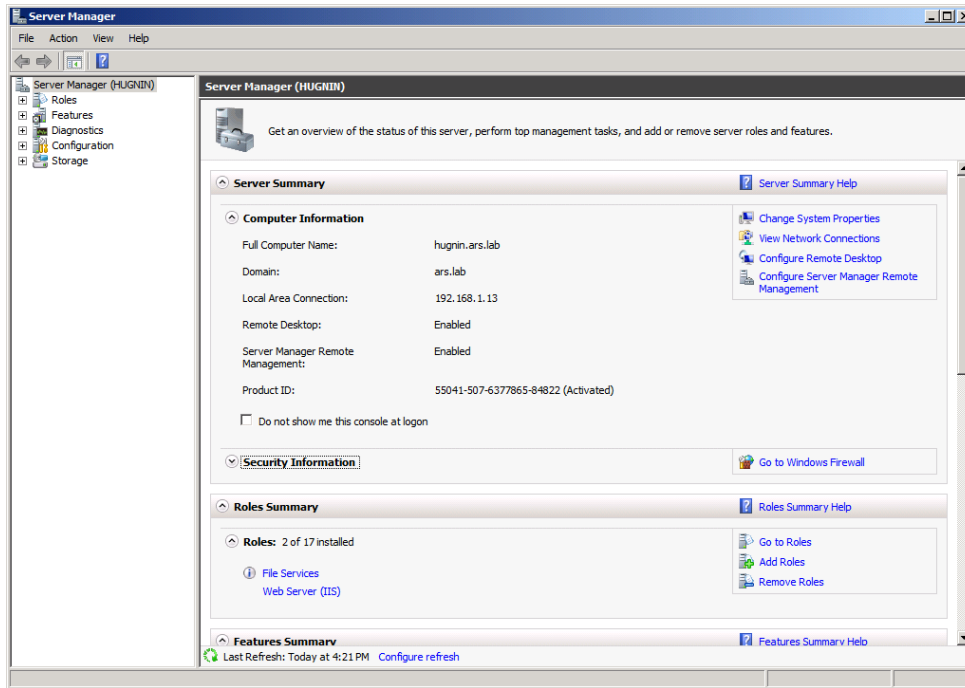 Server Manager
File Action View Help
Server Manager (HUGNIN)
Roles
Features
Diagnostics
Configuration
Storage
Server Manager (HUGNIN)
Get an overview of the status of this server, perform top management tasks, and add or remove server roles and features.
Server Summary
Server Summary Help
Computer Information
Full Computer Name: hugnin.ars.lab
Domain: ars.lab
Local Area Connection: 192.168.1.13
Remote Desktop: Enabled
Server Manager Remote Enabled
Management:
Product ID: 55041-507-6377865-84822 (Activated)
Do not show me this console at logon
Change System Properties
View Network Connections
Configure Remote Desktop
Configure Server Manager Remote
Management
Security Information
Go to Windows Firewall
Roles Summary
Roles Summary Help
Roles: 2 of 17 installed
File Services
Web Server (IIS)
Go to Roles
Add Roles
Remove Roles
Features Summary
Features Summary Help
Last Refresh: Today at 4:21 PM Configure refresh